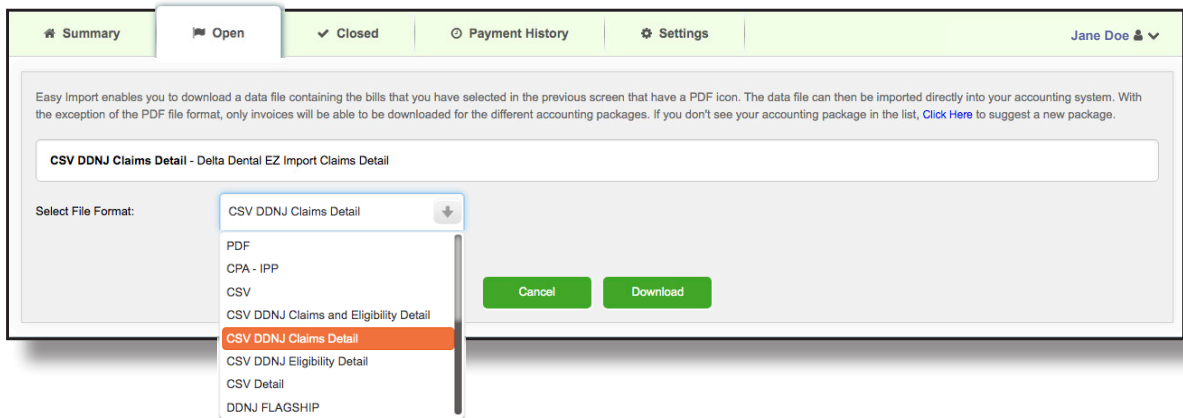 Summary
Open
Closed
Payment History
Settings
Jane Doe
Easy Import enables you to download a data file containing the bills that you have selected in the previous screen that have a PDF icon. The data file can then be imported directly into your accounting system. With
the exception of the PDF file format, only invoices will be able to be downloaded for the different accounting packages. If you don't see your accounting package in the list, Click Here to suggest a new package.
CSV DDNJ Claims Detail - Delta Dental EZ Import Claims Detail
Select File Format:
CSV DDNJ Claims Detail
PDF
CPA - IPP
CSV
CSV DDNJ Claims and Eligibility Detail
CSV DDNJ Claims Detail
CSV DDNJ Eligibility Detail
CSV Detail
DDNJ FLAGSHIP
Cancel
Download